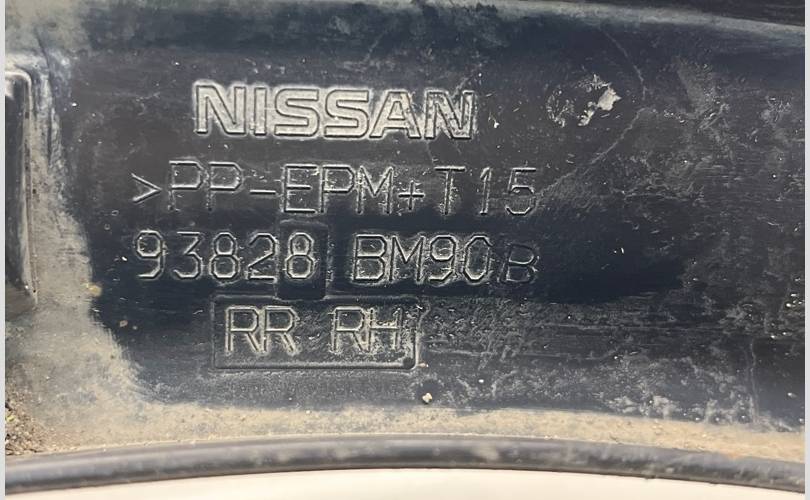 NISSAN
>PP-EPM+T15
93828 BM90B
RR RH